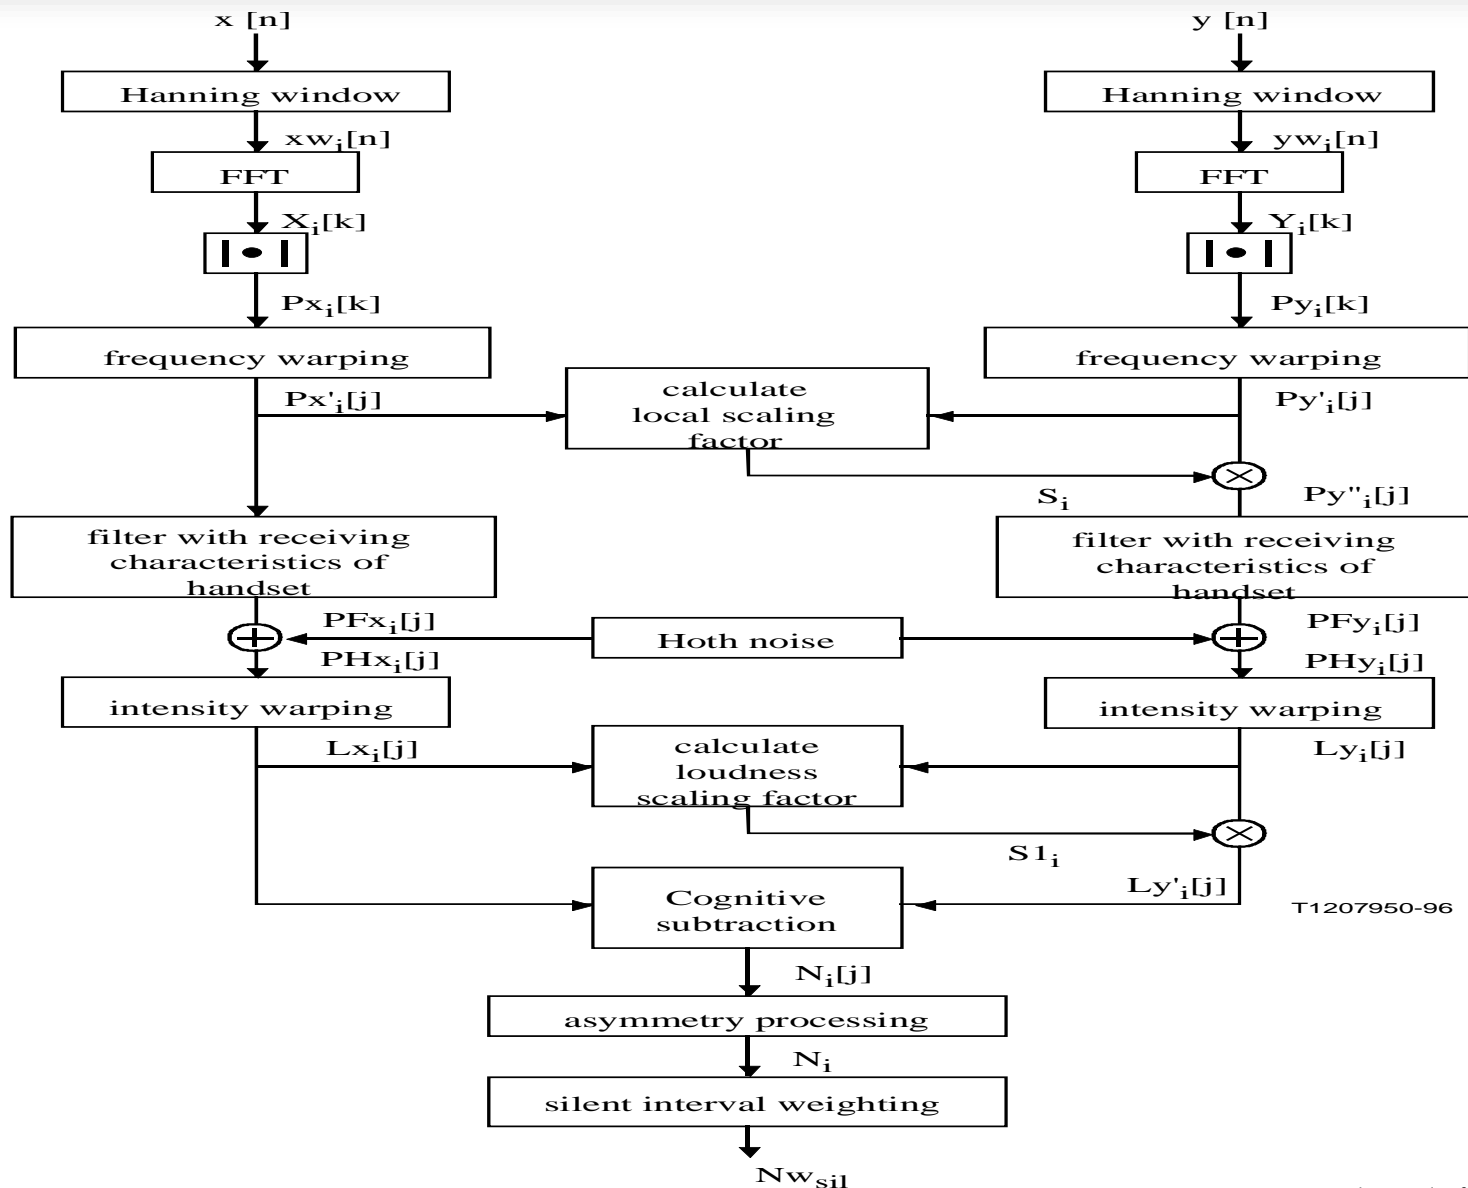 x [n]
y [n]
Hanning window
Hanning window
xwi[n]
ywi[n]
FFT
FFT
Xi[k]
Yi[k]
Pxi[k]
Pyi[k]
frequency warping
frequency warping
Px'i[j]
calculate
local scaling
factor
Py'i[j]
Si
Py"i[j]
filter with receiving
characteristics of
handset
filter with receiving
characteristics of
handset
PFxi[j]
Hoth noise
PFyi[j]
PHxi[j]
PHyi[j]
intensity warping
intensity warping
Lxi[j]
calculate
loudness
scaling factor
Lyi[j]
S1i
Ly'i[j]
Cognitive
subtraction
T1207950-96
Ni[j]
asymmetry processing
Ni
silent interval weighting
Nwsil